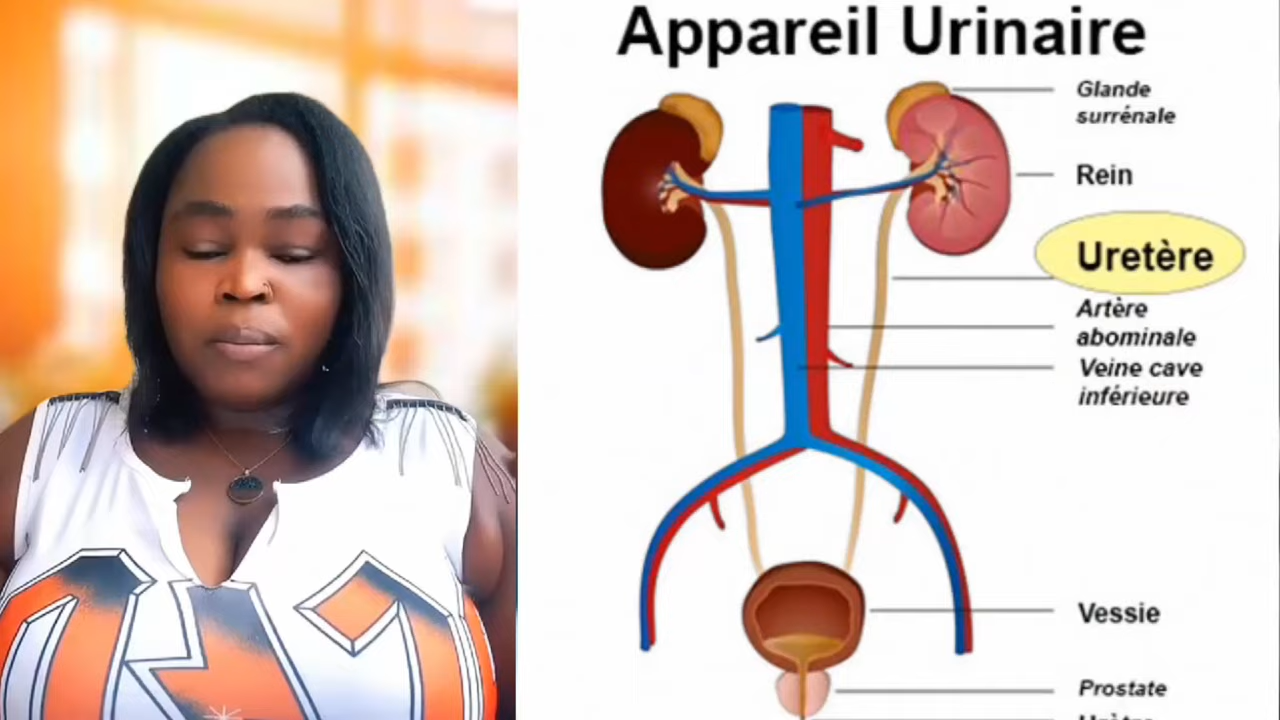 Appareil Urinaire
Glande
surrénale
Rein
Uretère
Artère
abominale
Veine cave
inférieure
Vessie
Prostate